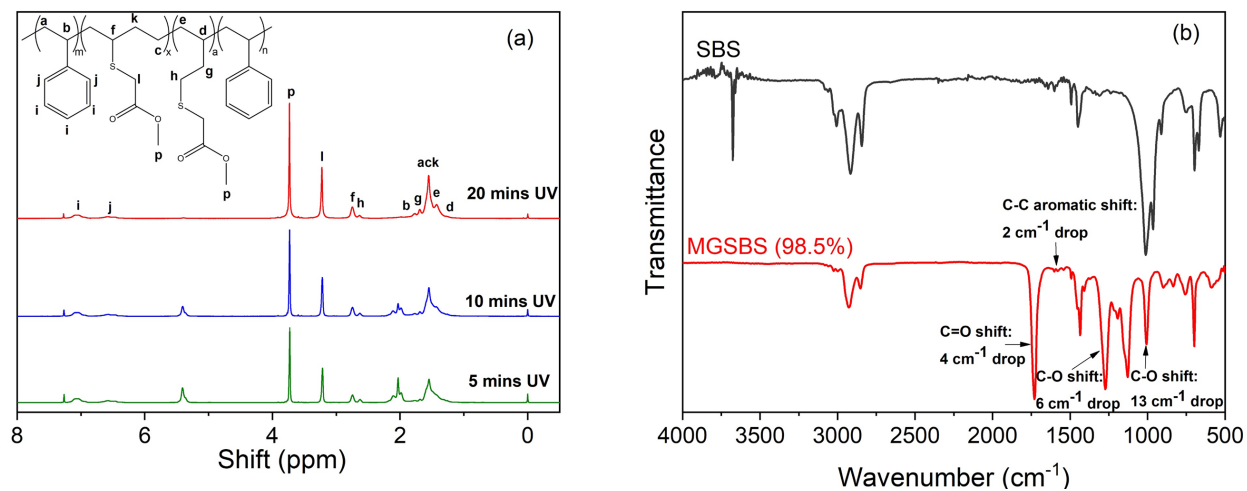 (a)
a b f k e d
m c x a n
j j S l h g
i i S
i O O
p O O
p
p
l
ack
20 mins UV
i j f h b g e d
10 mins UV
5 mins UV
8 6 4 2 0
Shift (ppm)
(b)
SBS
C-C aromatic shift:
2 cm-1 drop
MGSBS (98.5%)
C=O shift:
4 cm-1 drop
C-O shift:
6 cm-1 drop
C-O shift:
13 cm-1 drop
Transmittance
4000 3500 3000 2500 2000 1500 1000 500
Wavenumber (cm-1)